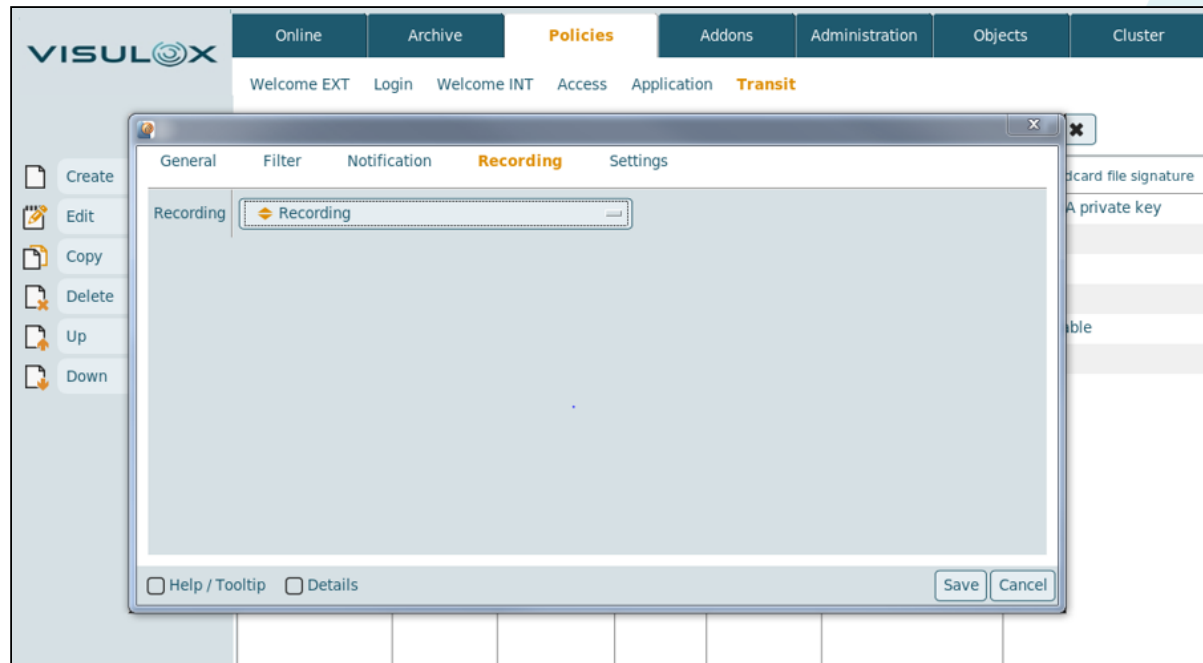 VISULOX
Online Archive Policies Addons Administration Objects Cluster
Welcome EXT Login Welcome INT Access Application Transit
General Filter Notification Recording Settings
Create
Edit
Copy
Delete
Up
Down
Recording Recording
file signature
A private key
Help / Tooltip Details Save Cancel